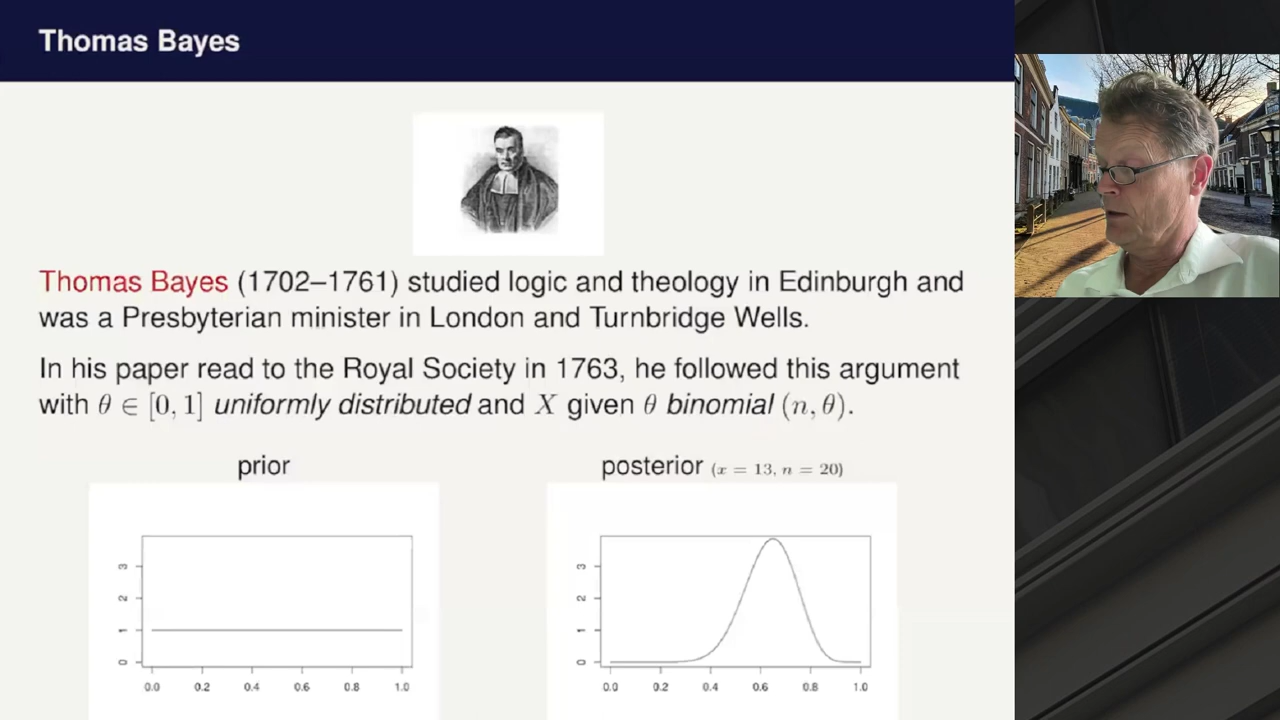 Thomas Bayes
Thomas Bayes (1702–1761) studied logic and theology in Edinburgh and
was a Presbyterian minister in London and Turnbridge Wells.
In his paper read to the Royal Society in 1763, he followed this argument
with θ ∈ [0, 1] uniformly distributed and X given θ binomial (n, θ).
prior
3
2
1
0
0.0 0.2 0.4 0.6 0.8 1.0
posterior (x = 13, n = 20)
3
2
1
0
0.0 0.2 0.4 0.6 0.8 1.0